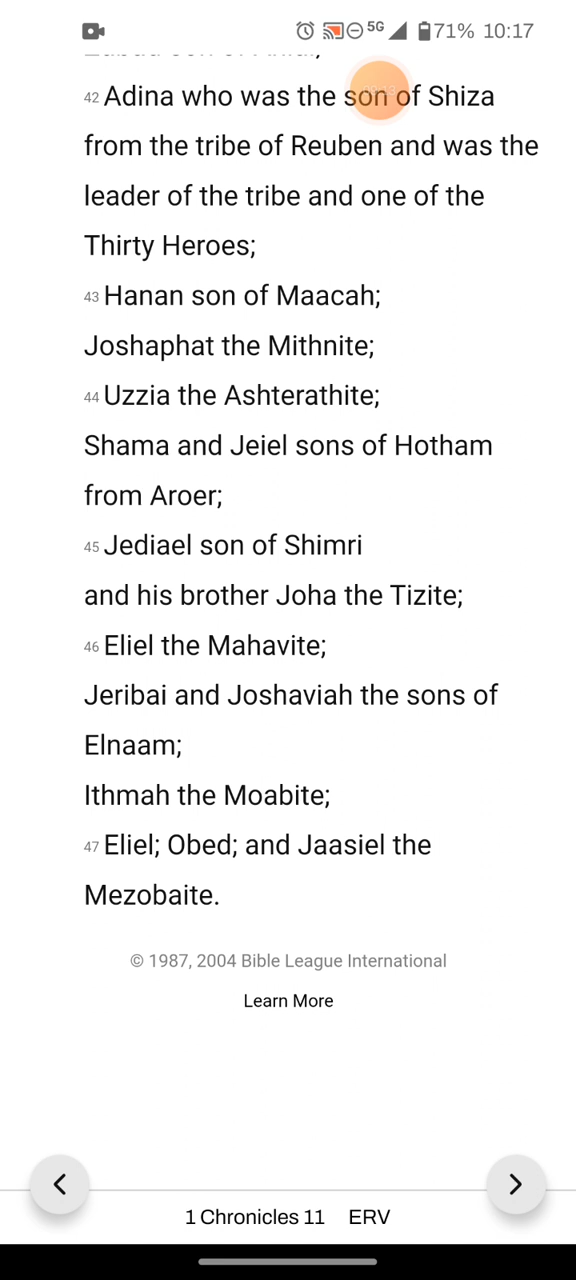 5G 71% 10:17
42 Adina who was the son of Shiza
from the tribe of Reuben and was the
leader of the tribe and one of the
Thirty Heroes;
43 Hanan son of Maacah;
Joshaphat the Mithnite;
44 Uzzia the Ashterathite;
Shama and Jeiel sons of Hotham
from Aroer;
45 Jediael son of Shimri
and his brother Joha the Tizite;
46 Eliel the Mahavite;
Jeribai and Joshaviah the sons of
Elnaam;
Ithmah the Moabite;
47 Eliel; Obed; and Jaasiel the
Mezobaite.
© 1987, 2004 Bible League International
Learn More
1 Chronicles 11 ERV